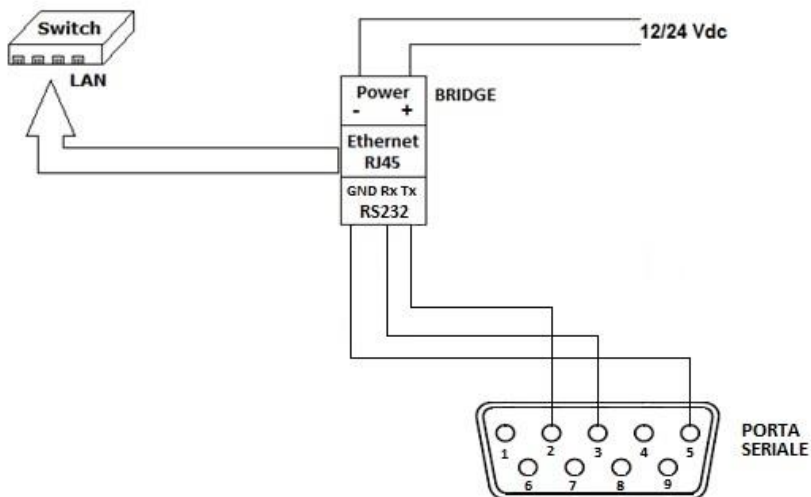 Switch
LAN
12/24 Vdc
Power
- +
BRIDGE
Ethernet
RJ45
GND Rx Tx
RS232
1 2 3 4 5
6 7 8 9
PORTA
SERIALE